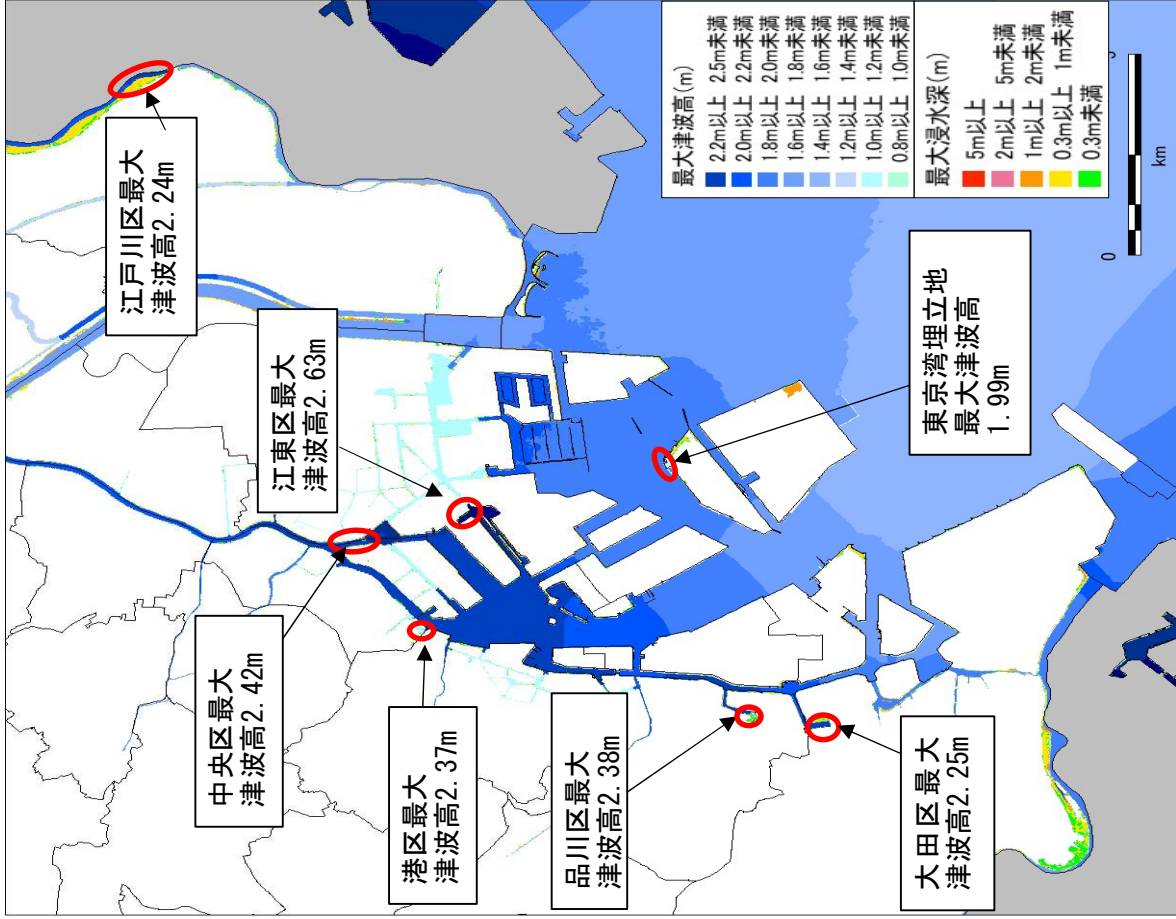 江戸川区最大
津波高2.24m
江東区最大
津波高2.63m
中央区最大
津波高2.42m
港区最大
津波高2.37m
品川区最大
津波高2.38m
大田区最大
津波高2.25m
東京湾埋立地
最大津波高
1.99m
最大津波高(m)
2.2m以上 2.5m未満
2.0m以上 2.2m未満
1.8m以上 2.0m未満
1.6m以上 1.8m未満
1.4m以上 1.6m未満
1.2m以上 1.4m未満
1.0m以上 1.2m未満
0.8m以上 1.0m未満
最大浸水深(m)
5m以上
2m以上 5m未満
1m以上 2m未満
0.3m以上 1m未満
0.3m未満
0
km